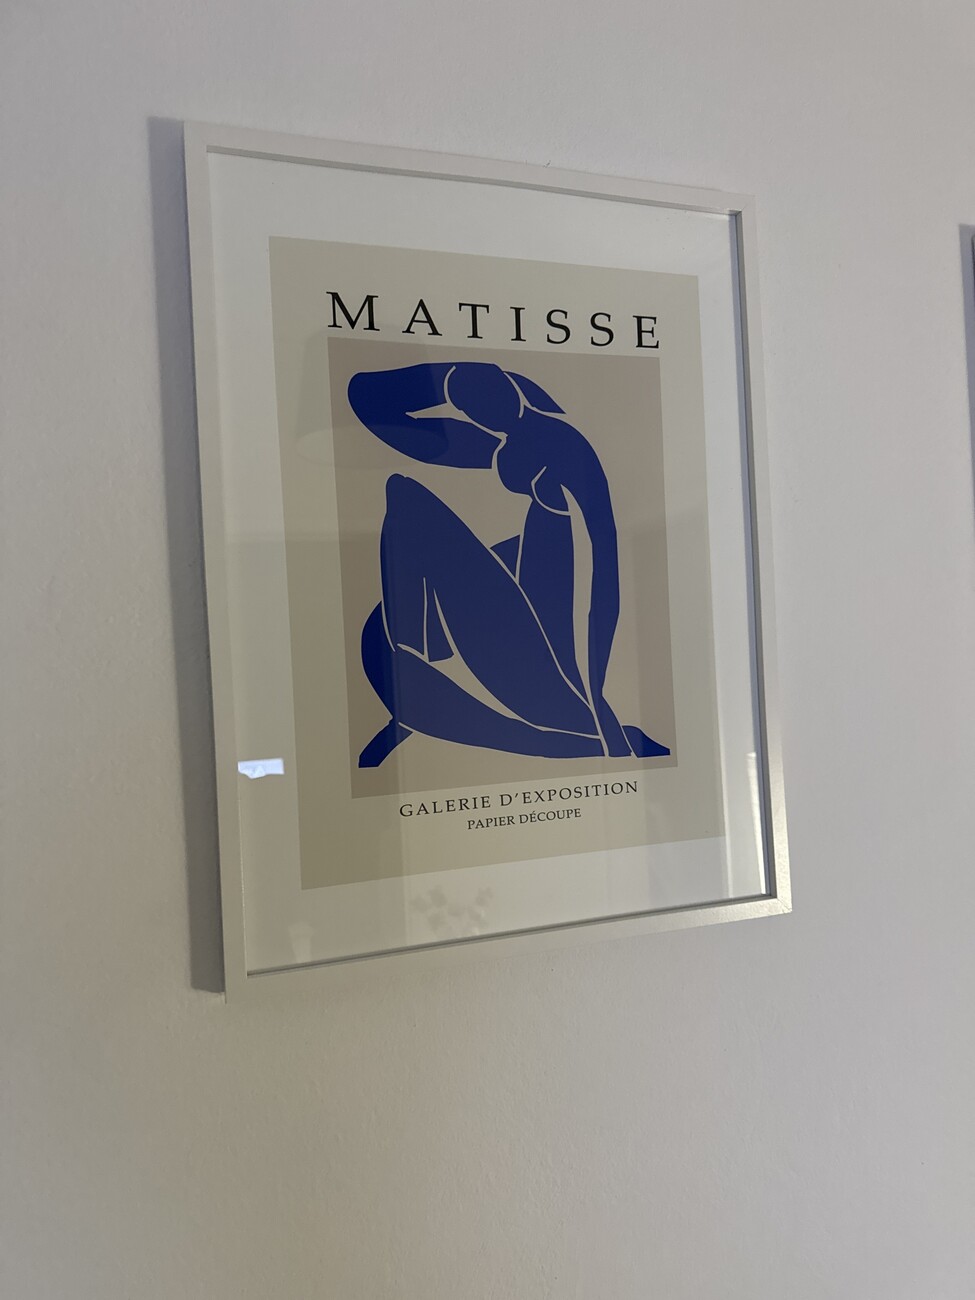 MATISSE
GALERIE D'EXPOSITION
PAPIER DÉCOUPE